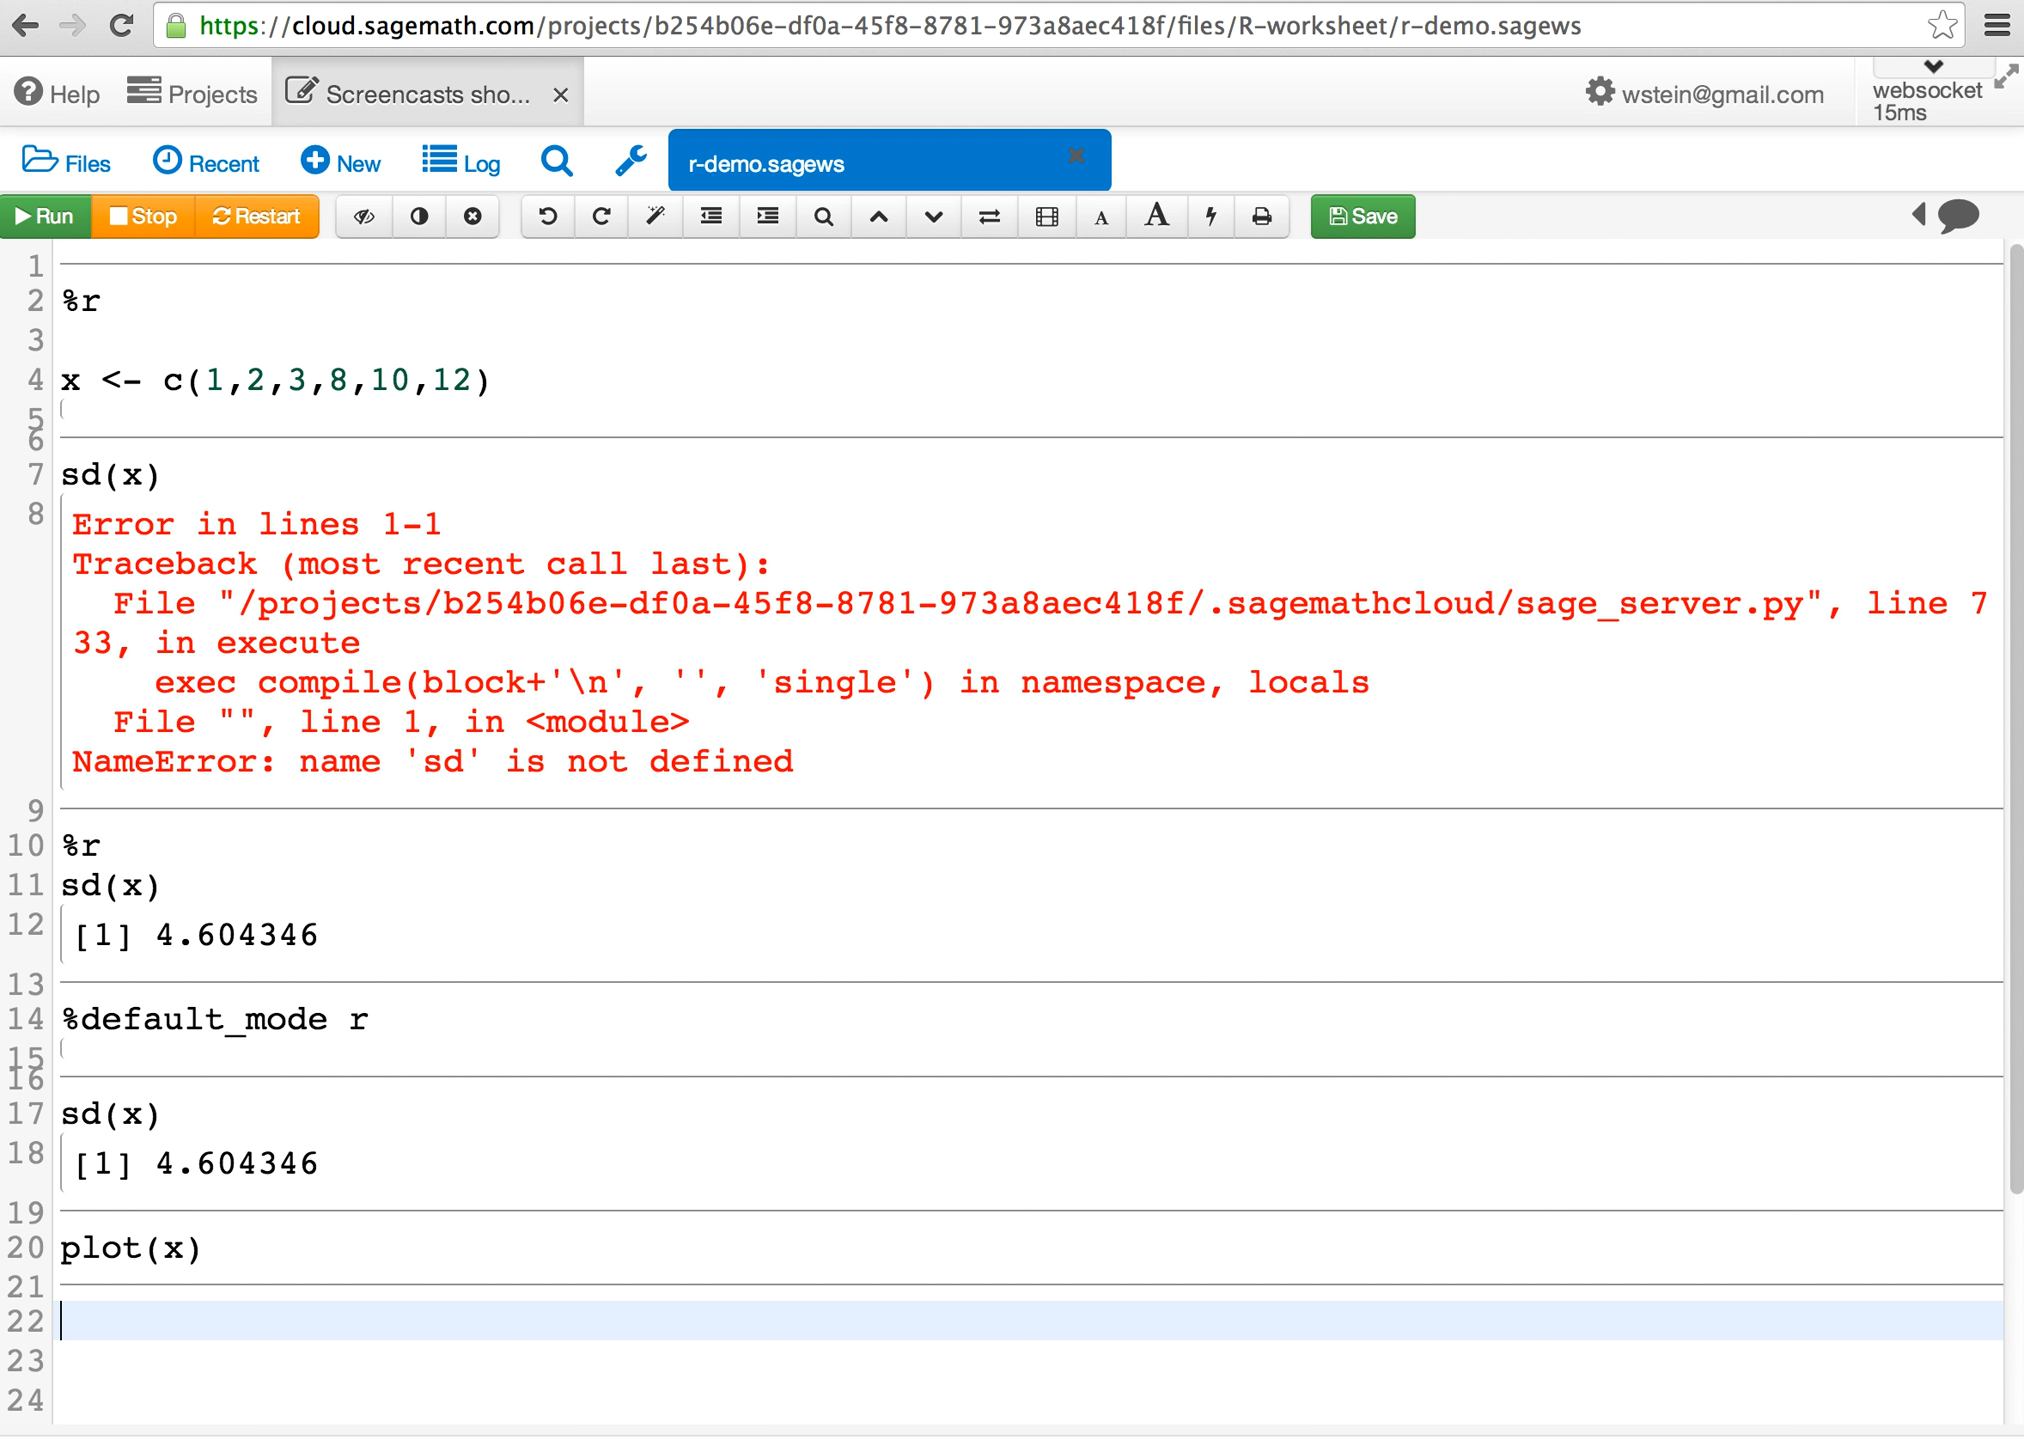 https://cloud.sagemath.com/projects/b254b06e-df0a-45f8-8781-973a8aec418f/files/R-worksheet/r-demo.sagews
Help Projects Screencasts sho... wstein@gmail.com websocket
15ms
Files Recent New Log r-demo.sagews
Run Stop Restart A A Save
1
2 %r
3
4 x <- c(1,2,3,8,10,12)
5
6
7 sd(x)
8
Error in lines 1-1
Traceback (most recent call last):
File "/projects/b254b06e-df0a-45f8-8781-973a8aec418f/.sagemathcloud/sage_server.py", line 7
33, in execute
exec compile(block+'\n', '', 'single') in namespace, locals
File "", line 1, in <module>
NameError: name 'sd' is not defined
9
10 %r
11 sd(x)
12 [1] 4.604346
13
14 %default_mode r
15
16
17 sd(x)
18 [1] 4.604346
19
20 plot(x)
21
22
23
24